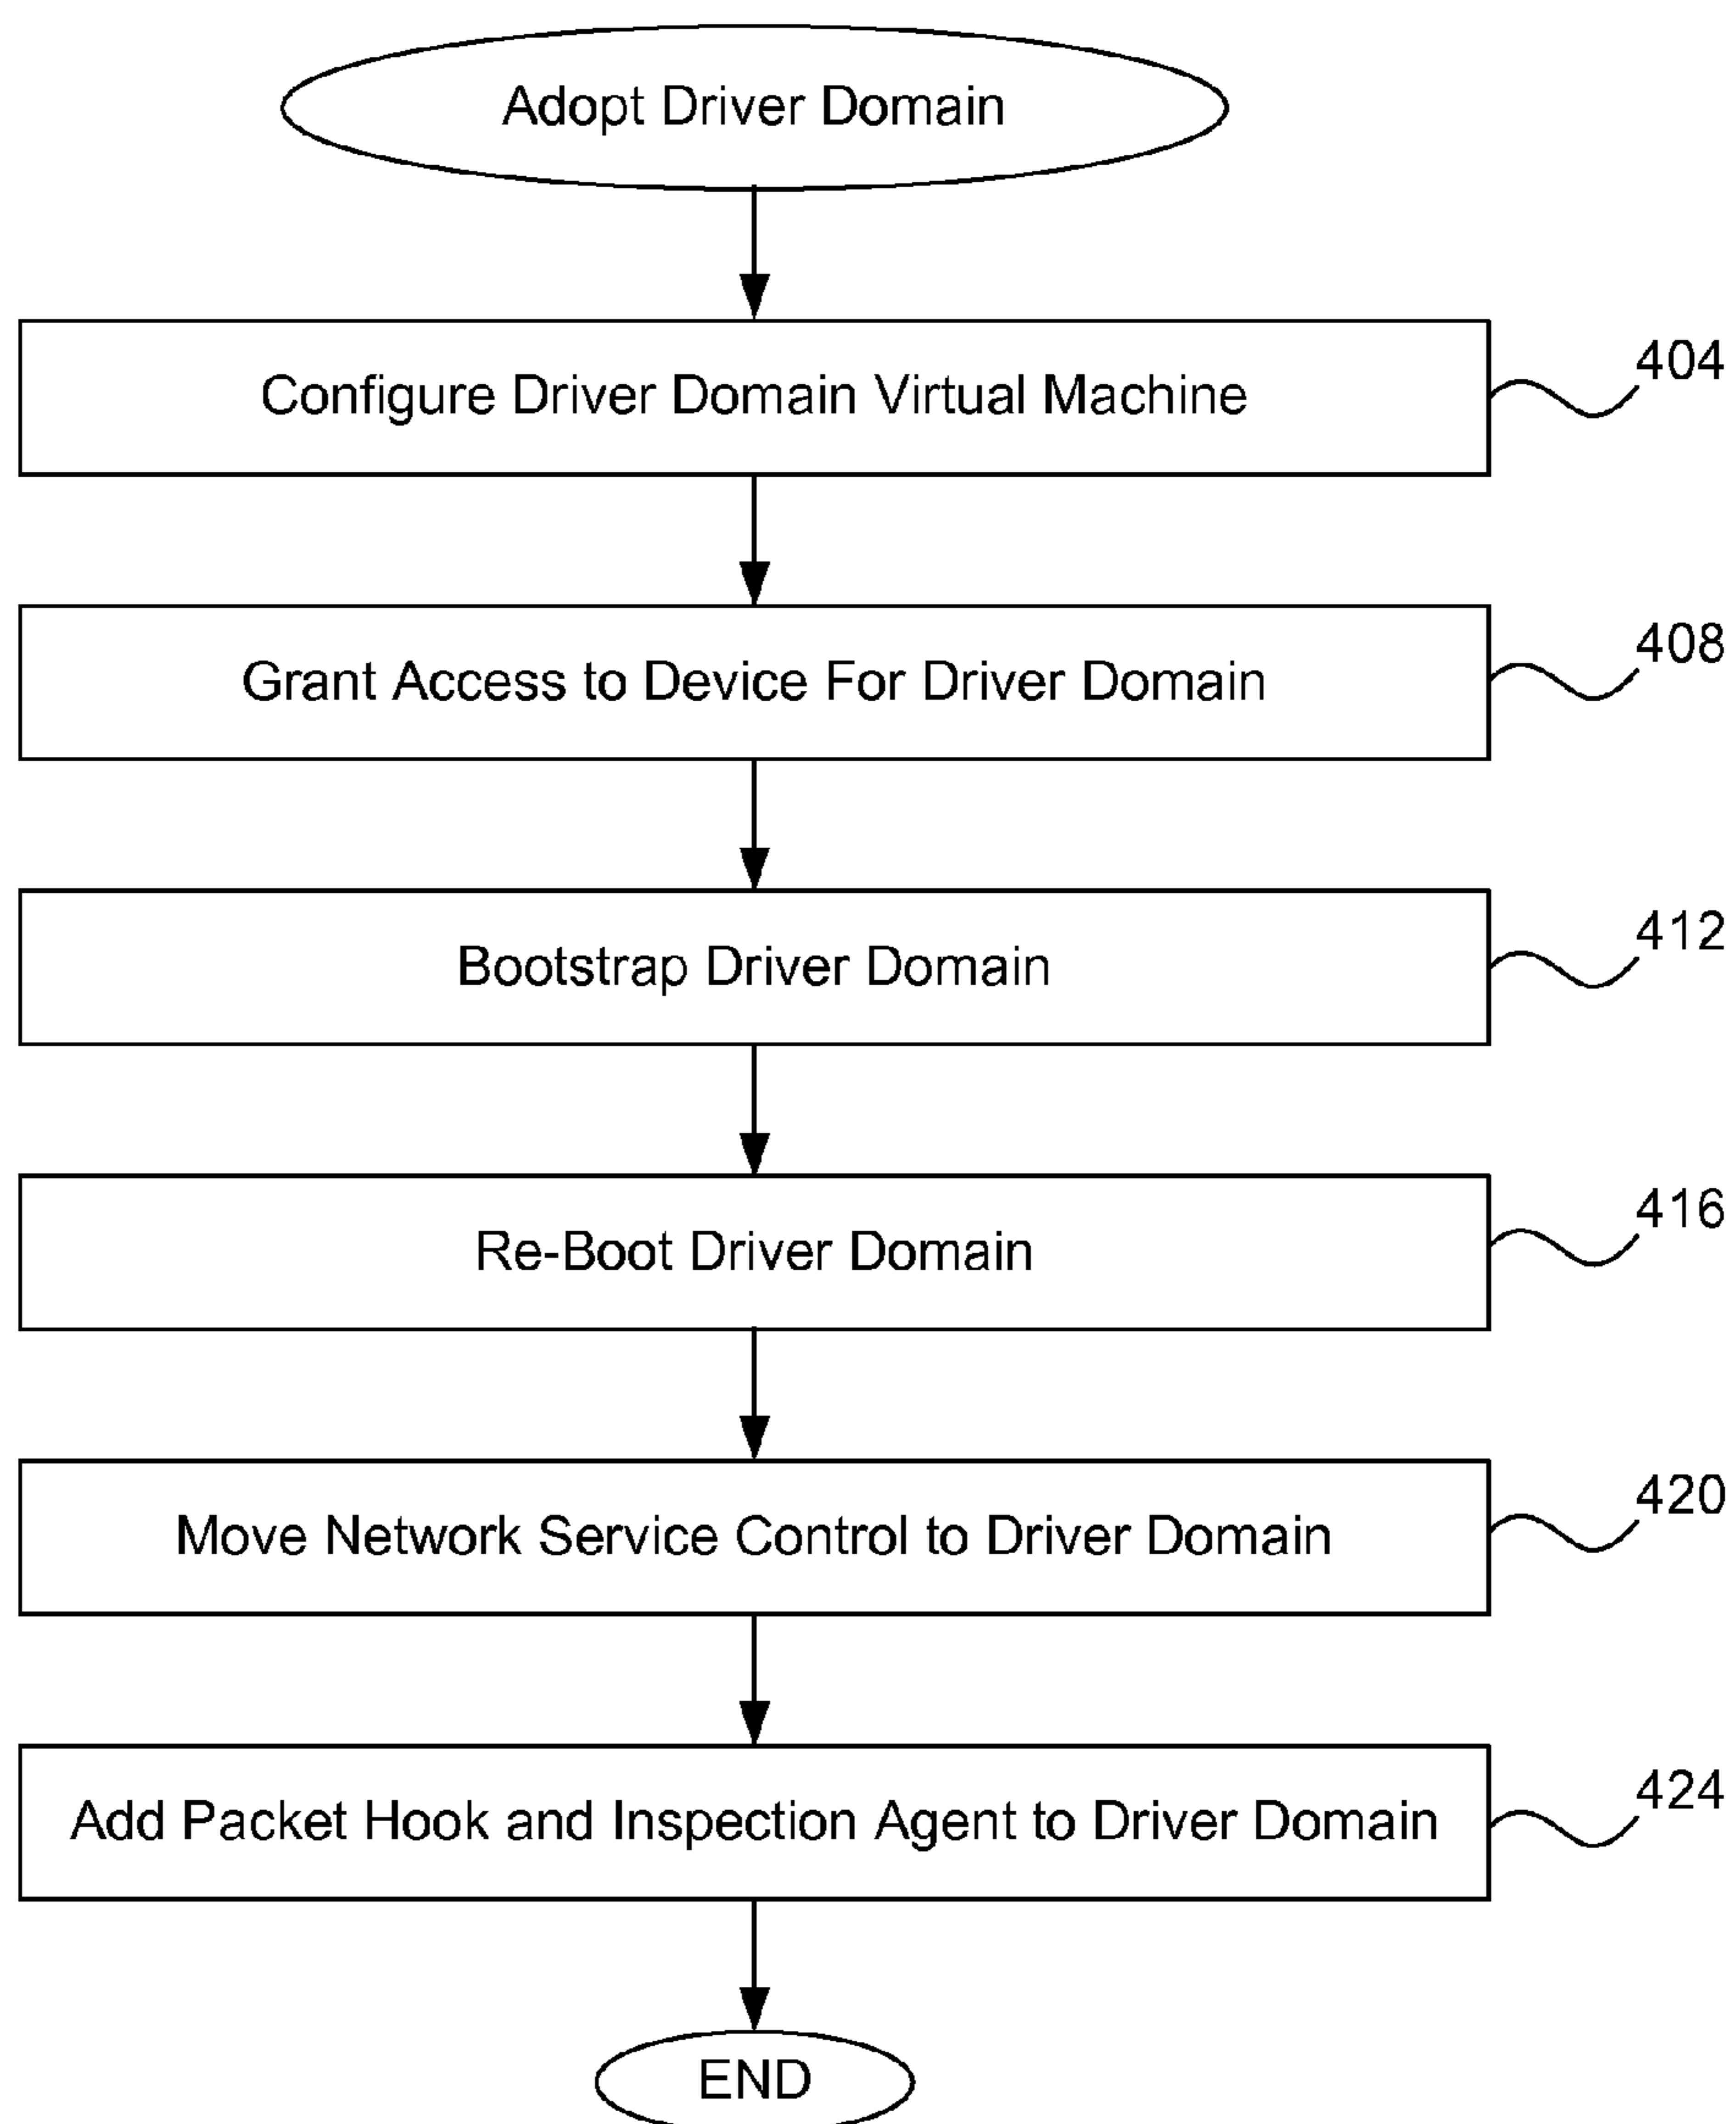 Adopt Driver Domain
Configure Driver Domain Virtual Machine
404
Grant Access to Device For Driver Domain
408
Bootstrap Driver Domain
412
Re-Boot Driver Domain
416
Move Network Service Control to Driver Domain
420
Add Packet Hook and Inspection Agent to Driver Domain
424
END